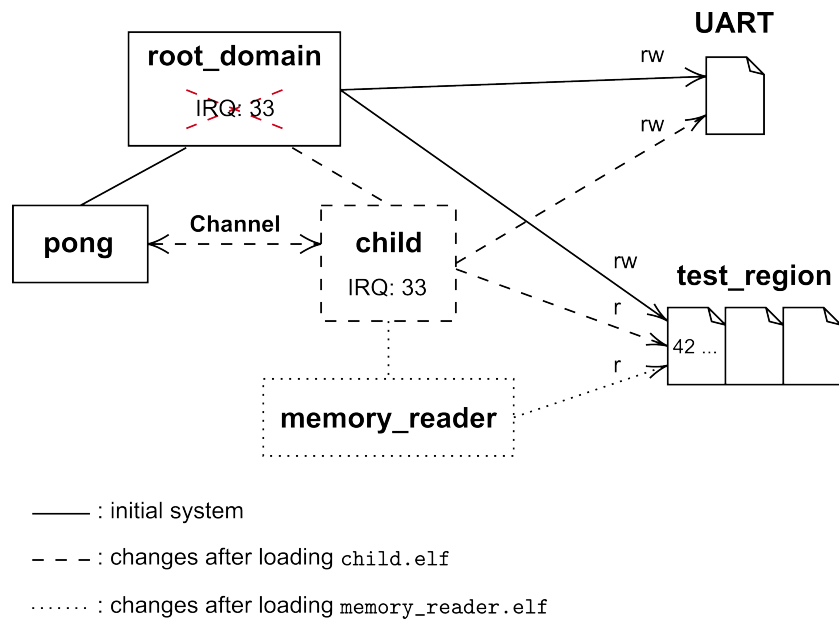 UART
root_domain
rw
IRQ: 33
rw
Channel
pong
child
IRQ: 33
rw
test_region
r
42 ...
r
memory_reader
: initial system
: changes after loading child.elf
: changes after loading memory_reader.elf